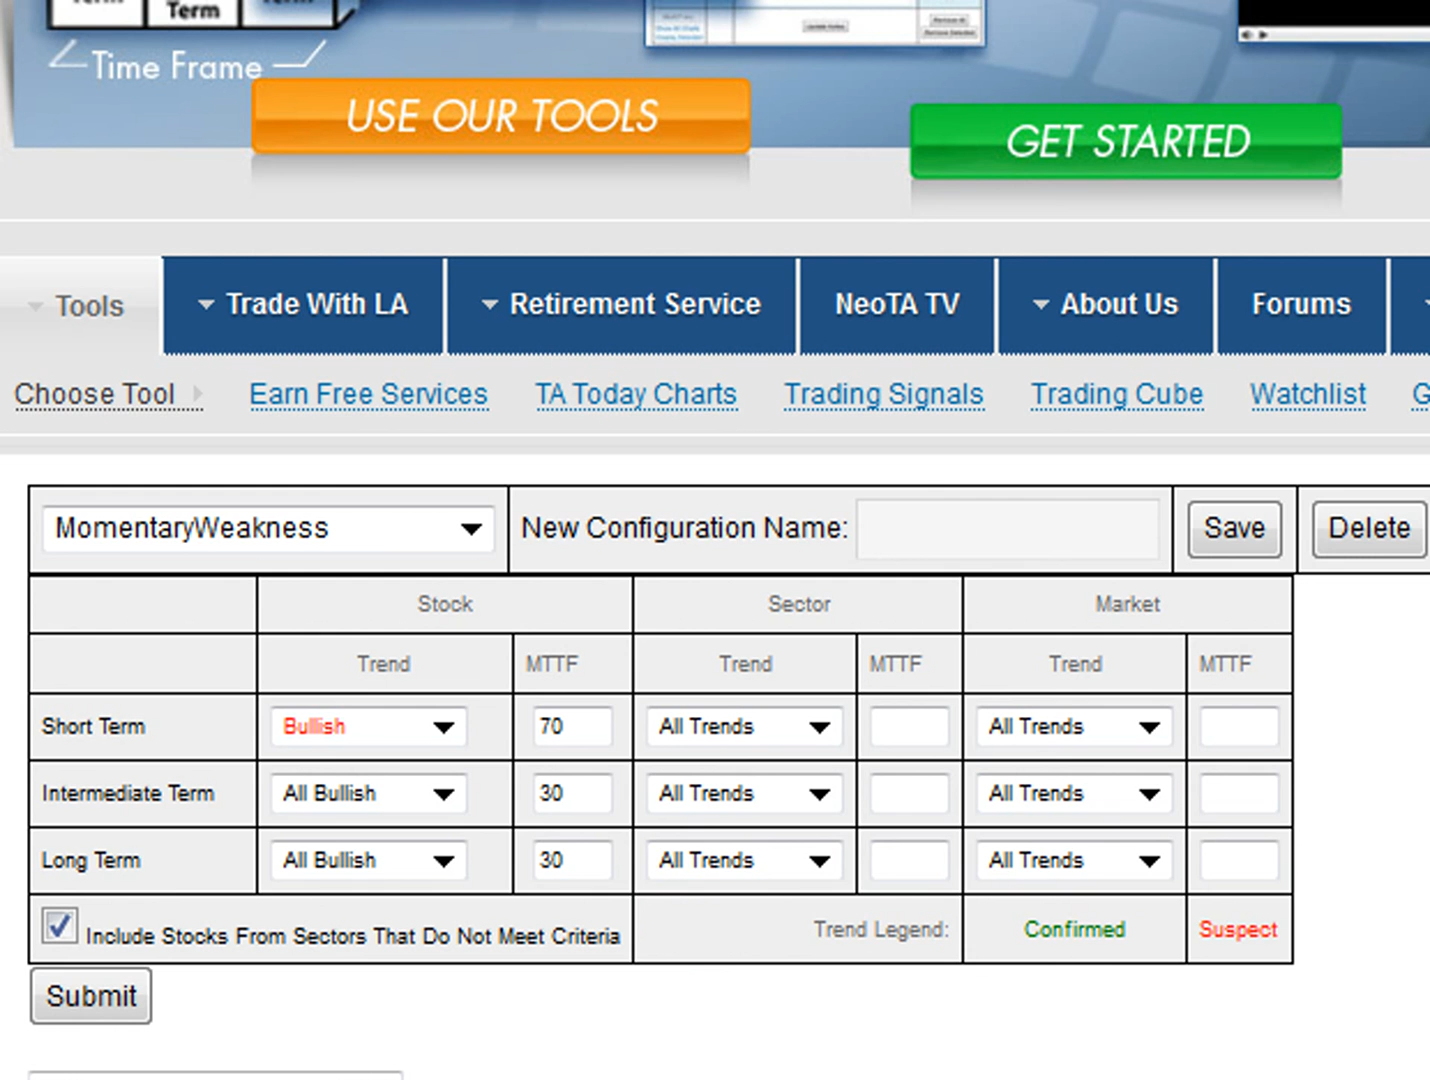 Term
Time Frame
USE OUR TOOLS
GET STARTED
Tools Trade With LA Retirement Service NeoTA TV About Us Forums
Choose Tool Earn Free Services TA Today Charts Trading Signals Trading Cube Watchlist G
MomentaryWeakness New Configuration Name: Save Delete
Stock Sector Market
Trend MTTF Trend MTTF Trend MTTF
Short Term Bullish 70 All Trends All Trends
Intermediate Term All Bullish 30 All Trends All Trends
Long Term All Bullish 30 All Trends All Trends
Include Stocks From Sectors That Do Not Meet Criteria Trend Legend: Confirmed Suspect
Submit